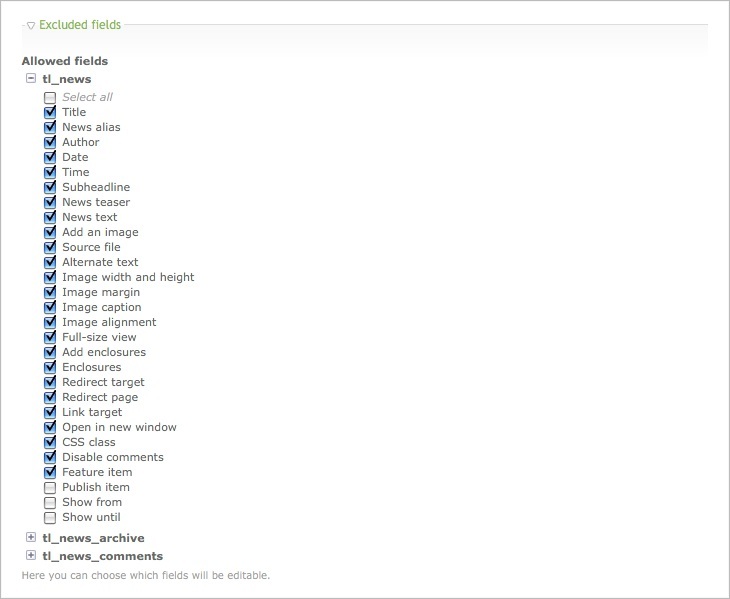 Excluded fields
Allowed fields
tl_news
Select all
Title
News alias
Author
Date
Time
Subheadline
News teaser
News text
Add an image
Source file
Alternate text
Image width and height
Image margin
Image caption
Image alignment
Full-size view
Add enclosures
Enclosures
Redirect target
Redirect page
Link target
Open in new window
CSS class
Disable comments
Feature item
Publish item
Show from
Show until
tl_news_archive
tl_news_comments
Here you can choose which fields will be editable.